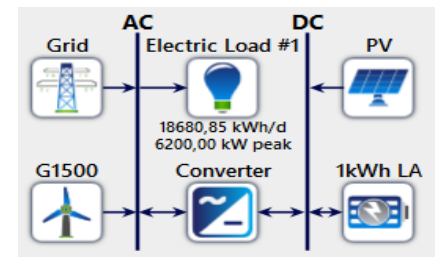 AC DC
Grid Electric Load #1 PV
18680,85 kWh/d
6200,00 kW peak
G1500 Converter 1kWh LA